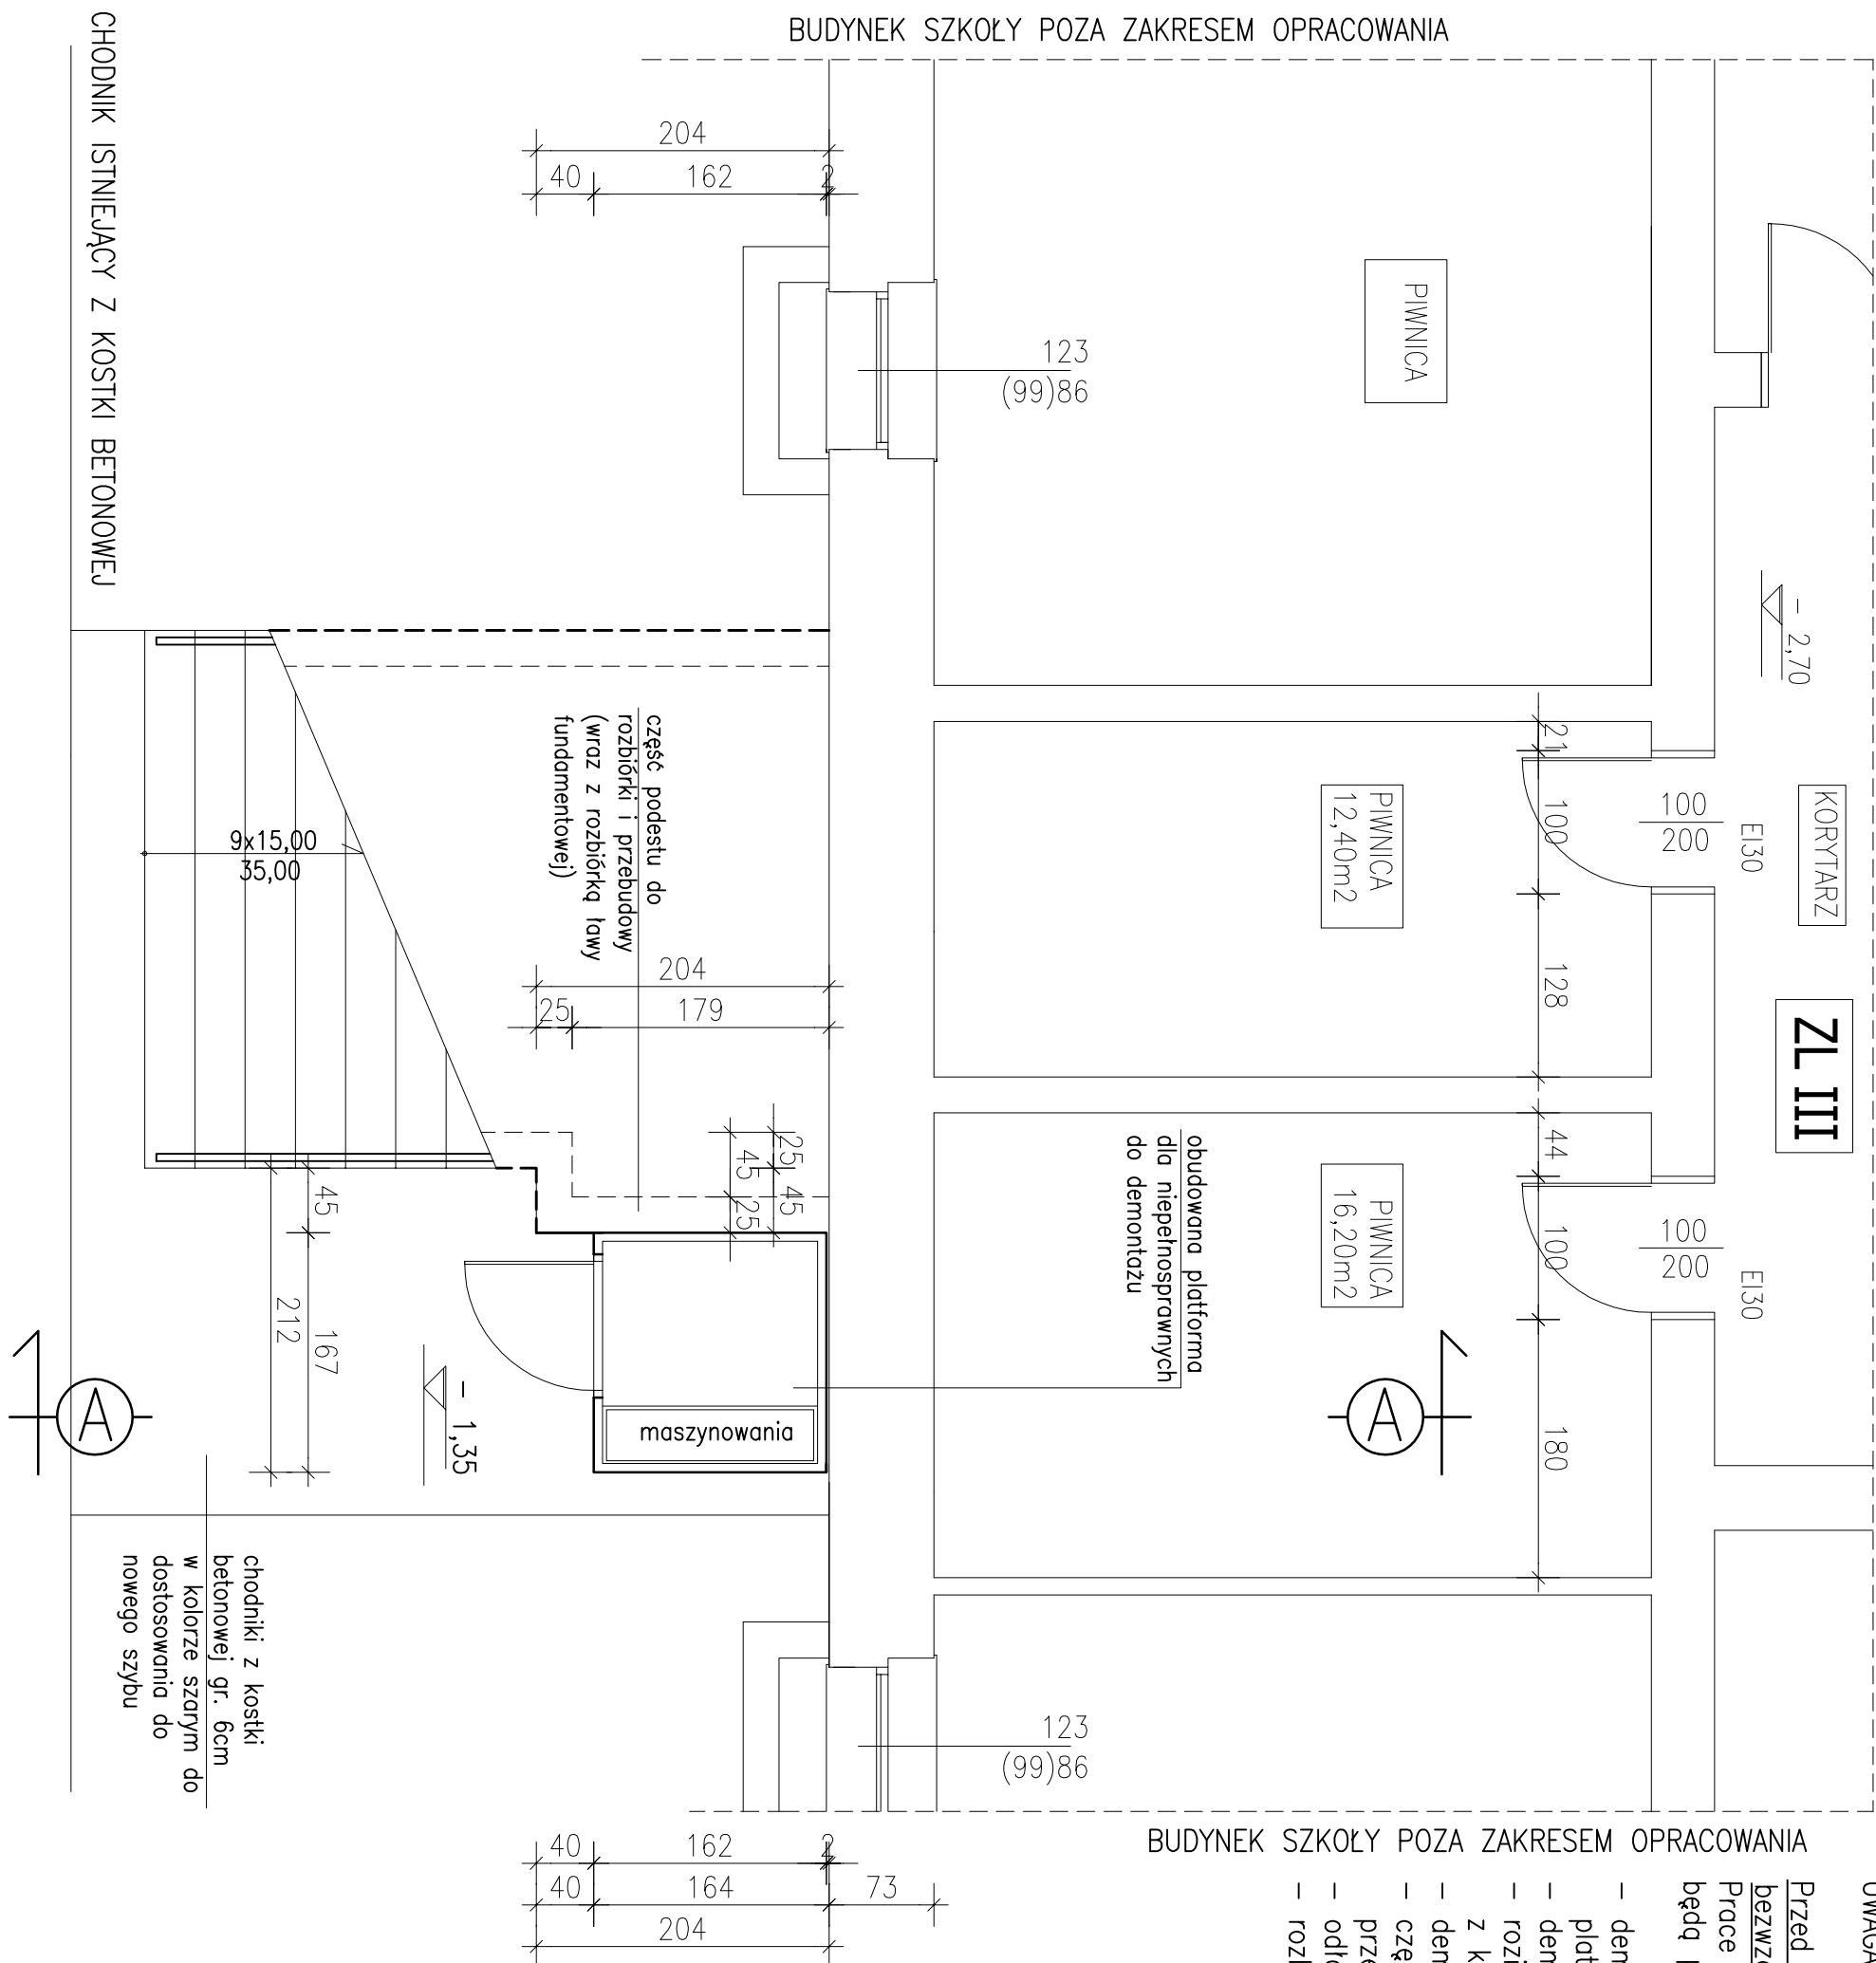 BUDYNEK SZKOŁY POZA ZAKRESEM OPRACOWANIA
CHODNIK ISTNIEJĄCY Z KOSTKI BETONOWEJ
204
40 162 2
123
(99)86
PIWNICA
- 2,70
KORYTARZ
EI30
100
200
21
100
128
PIWNICA
12,40m2
ZL III
część podestu do
rozbiórki i przebudowy
(wraz z rozbiórką ławy
fundamentowej)
9x15,00
35,00
204
25 179
25
45
45
25
44
100
180
100
200
EI30
PIWNICA
16,20m2
obudowana platforma
dla niepełnosprawnych
do demontażu
45
167
212
- 1,35
maszynowania
A
A
chodniki z kostki
betonowej gr. 6cm
w kolorze szarym do
dostosowania do
nowego szybu
123
(99)86
BUDYNEK SZKOŁY POZA ZAKRESEM OPRACOWANIA
40 162 2
40 164 73
204
UWAGA
Przed
Prace
będą